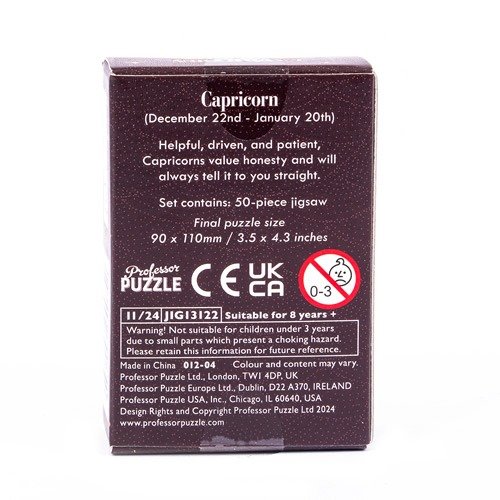 Capricorn
(December 22nd - January 20th)
Helpful, driven, and patient,
Capricorns value honesty and will
always tell it to you straight.
Set contains: 50-piece jigsaw
Final puzzle size
90 x 110mm / 3.5 x 4.3 inches
Professor
PUZZLE
CE
UK
CA
0-3
11/24 JIG13122 Suitable for 8 years +
Warning! Not suitable for children under 3 years
due to small parts which present a choking hazard.
Please retain this information for future reference.
Made in China 012-04 Colour and content may vary.
Professor Puzzle Ltd., London, TW1 4DP, UK
Professor Puzzle Europe Ltd., Dublin, D22 A370, IRELAND
Professor Puzzle USA, Inc., Chicago, IL 60654, USA
Design Rights and Copyright Professor Puzzle Ltd 2024
www.professorpuzzle.com